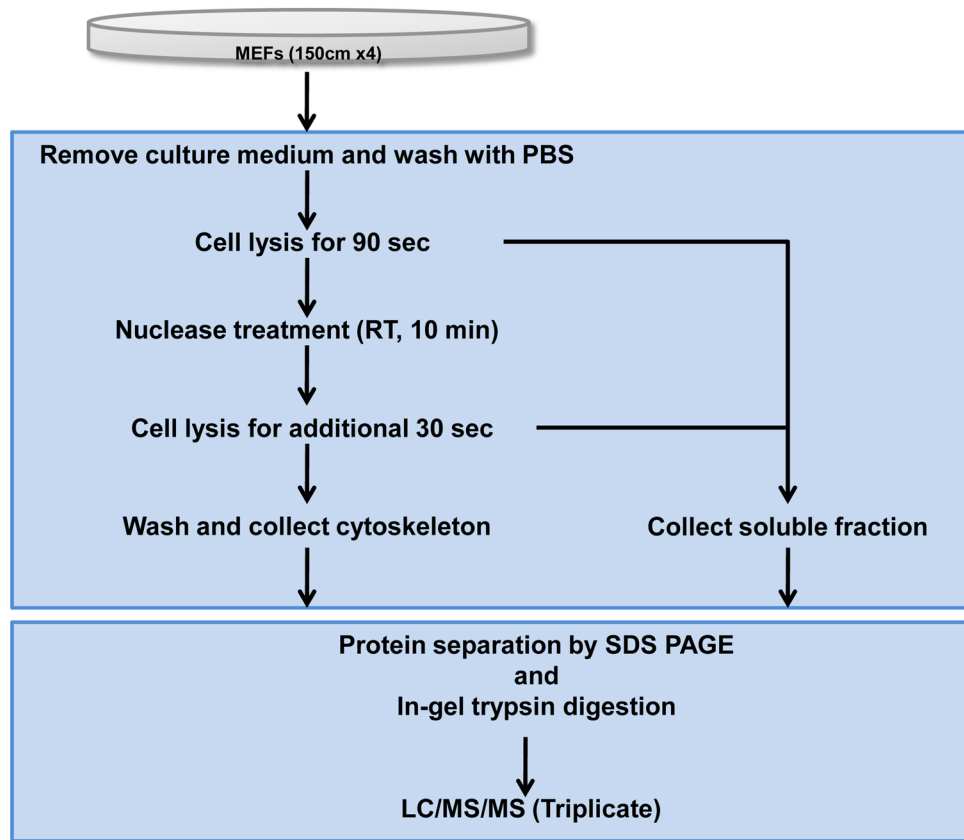 MEFs (150cm x4)
Remove culture medium and wash with PBS
Cell lysis for 90 sec
Nuclease treatment (RT, 10 min)
Cell lysis for additional 30 sec
Wash and collect cytoskeleton
Collect soluble fraction
Protein separation by SDS PAGE
and
In-gel trypsin digestion
LC/MS/MS (Triplicate)